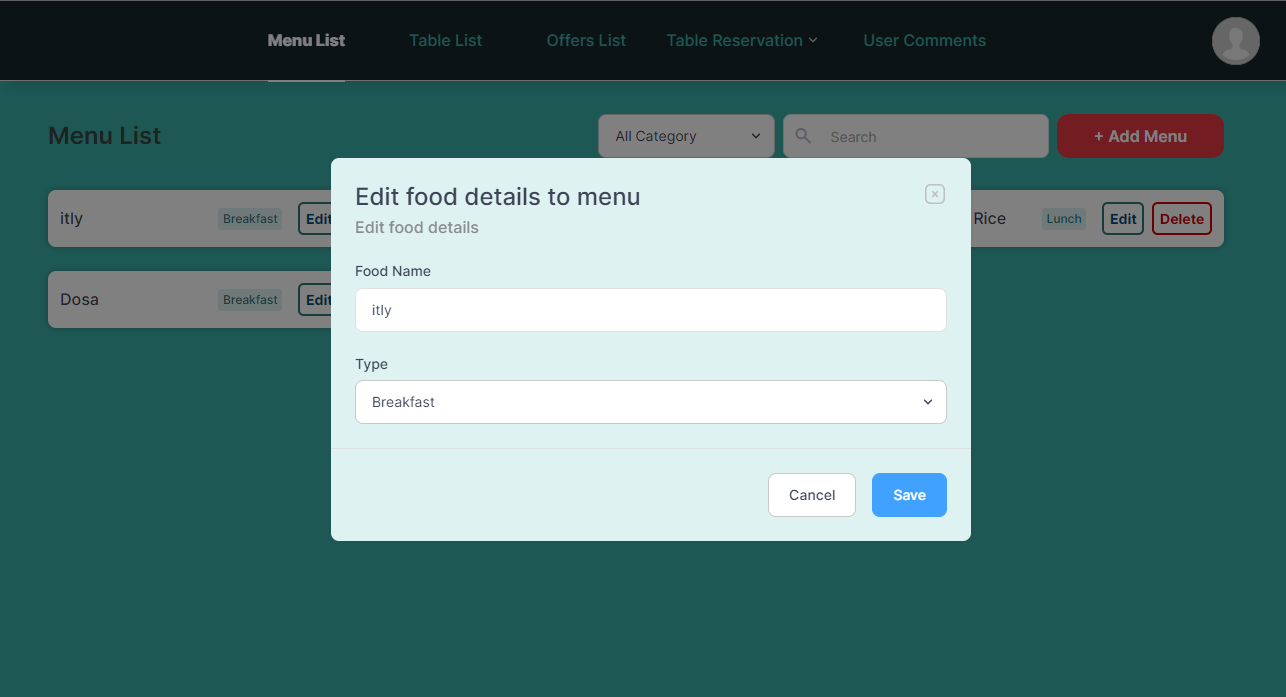 Menu List Table List Offers List Table Reservation User Comments
Menu List All Category Search + Add Menu
itly Breakfast Edit Rice Lunch Edit Delete
Dosa Breakfast Edit
Edit food details to menu
Edit food details
Food Name
itly
Type
Breakfast
Cancel Save